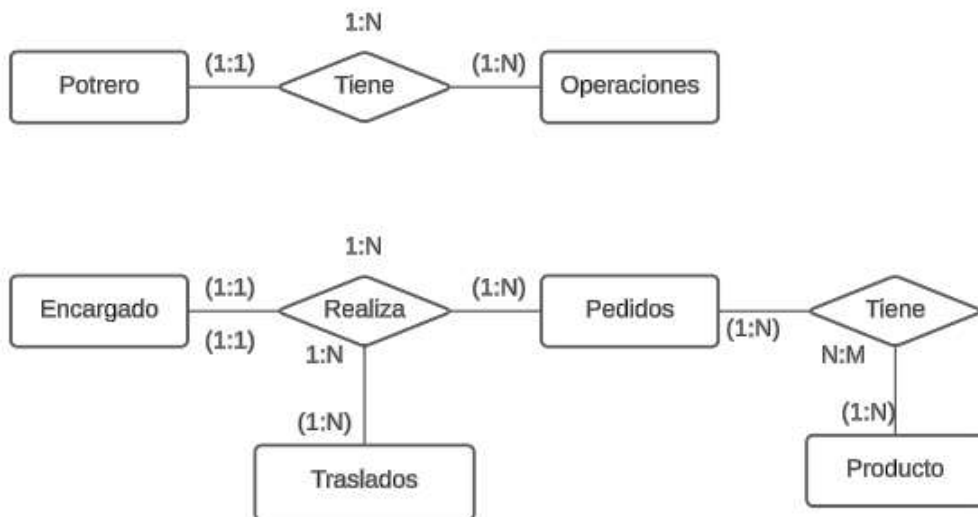 1:N
Potrero
(1:1)
Tiene
(1:N)
Operaciones
1:N
Encargado
(1:1)
(1:1)
Realiza
1:N
(1:N)
Pedidos
(1:N)
Tiene
N:M
(1:N)
Traslados
(1:N)
Producto